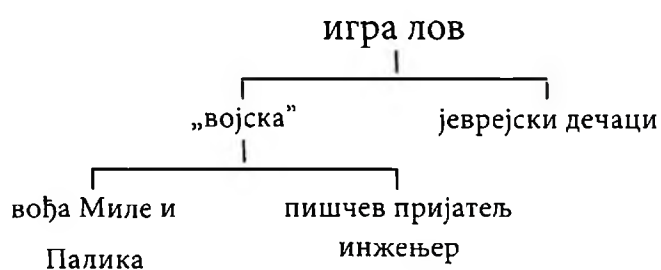 игра лов
„војска”
јеврејски дечаци
вођа Миле и
Палика
пишчев пријатељ
инжењер